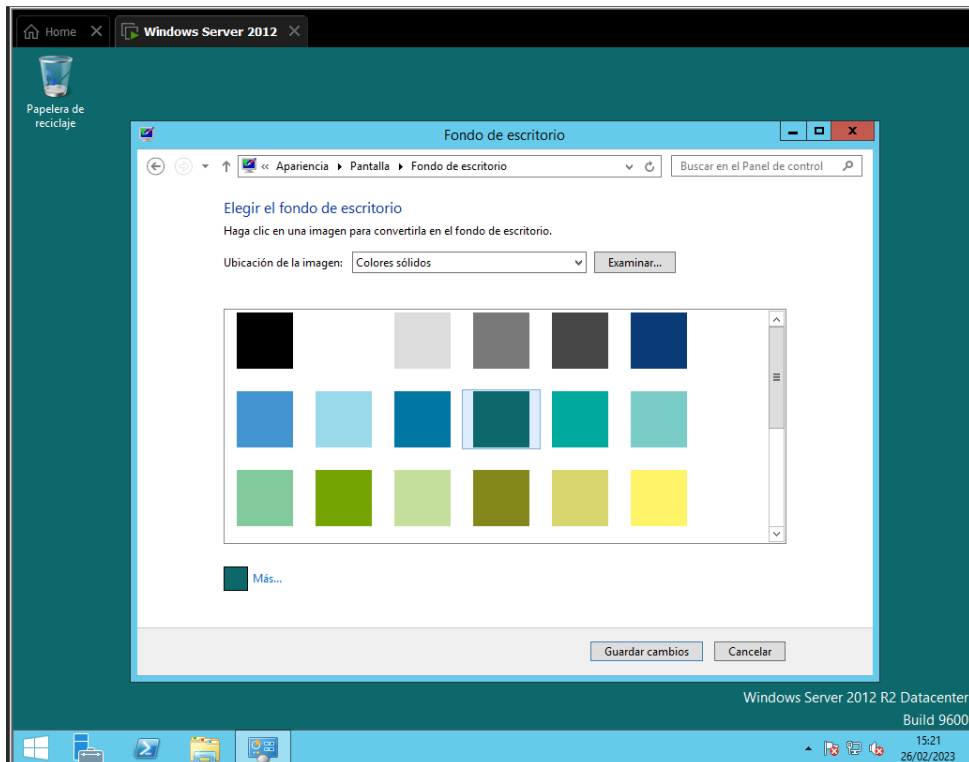 Home
Windows Server 2012
Papelera de
reciclaje
Fondo de escritorio
« Apariencia Pantalla Fondo de escritorio
Buscar en el Panel de control
Elegir el fondo de escritorio
Haga clic en una imagen para convertirla en el fondo de escritorio.
Ubicación de la imagen: Colores sólidos Examinar...
Más...
Guardar cambios Cancelar
Windows Server 2012 R2 Datacenter
Build 9600
15:21
26/02/2023